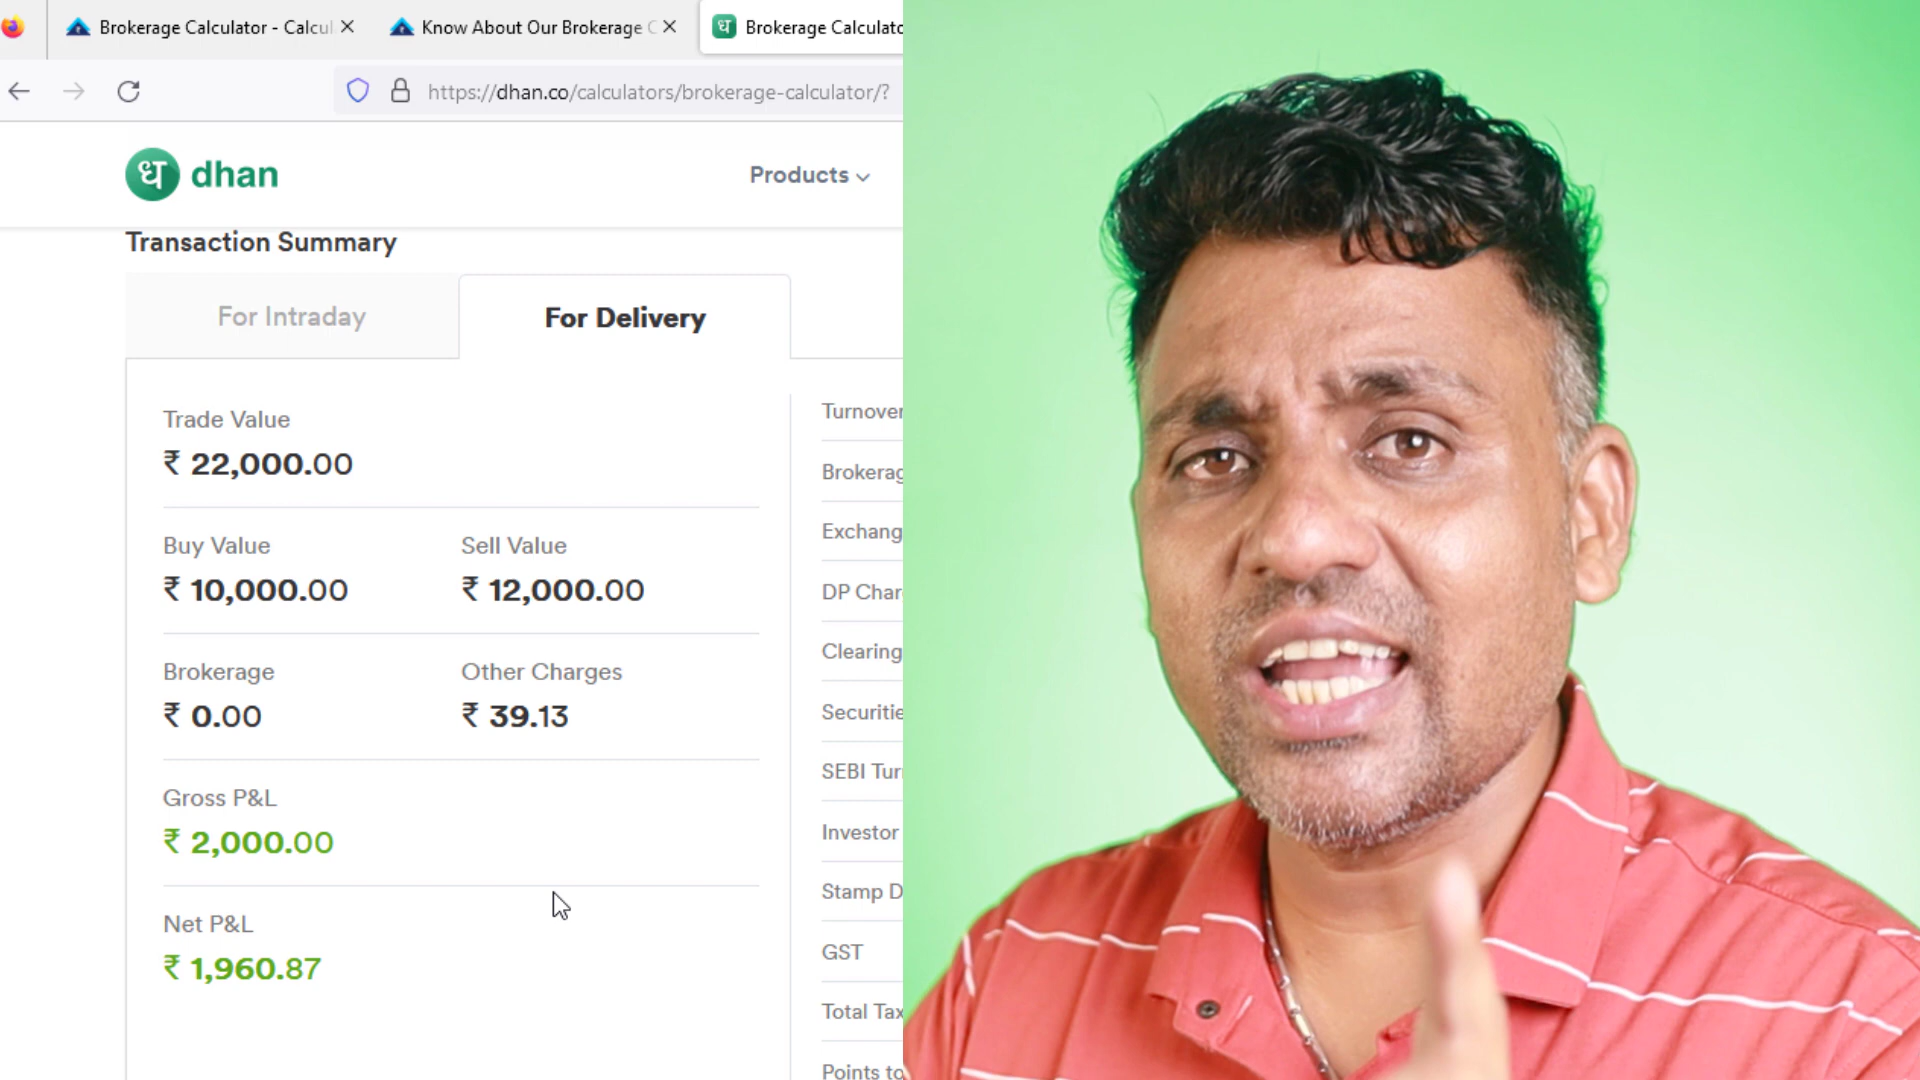 Brokerage Calculator - Calcul
Know About Our Brokerage C
Brokerage Calculato
https://dhan.co/calculators/brokerage-calculator/?
ध dhan
Products
Transaction Summary
For Intraday
For Delivery
Trade Value
₹ 22,000.00
Buy Value
Sell Value
₹ 10,000.00
₹ 12,000.00
Brokerage
Other Charges
₹ 0.00
₹ 39.13
Gross P&L
₹ 2,000.00
Net P&L
₹ 1,960.87
Turnover
Brokerag
Exchang
DP Char
Clearing
Securitie
SEBI Tur
Investor
Stamp D
GST
Total Tax
Points to